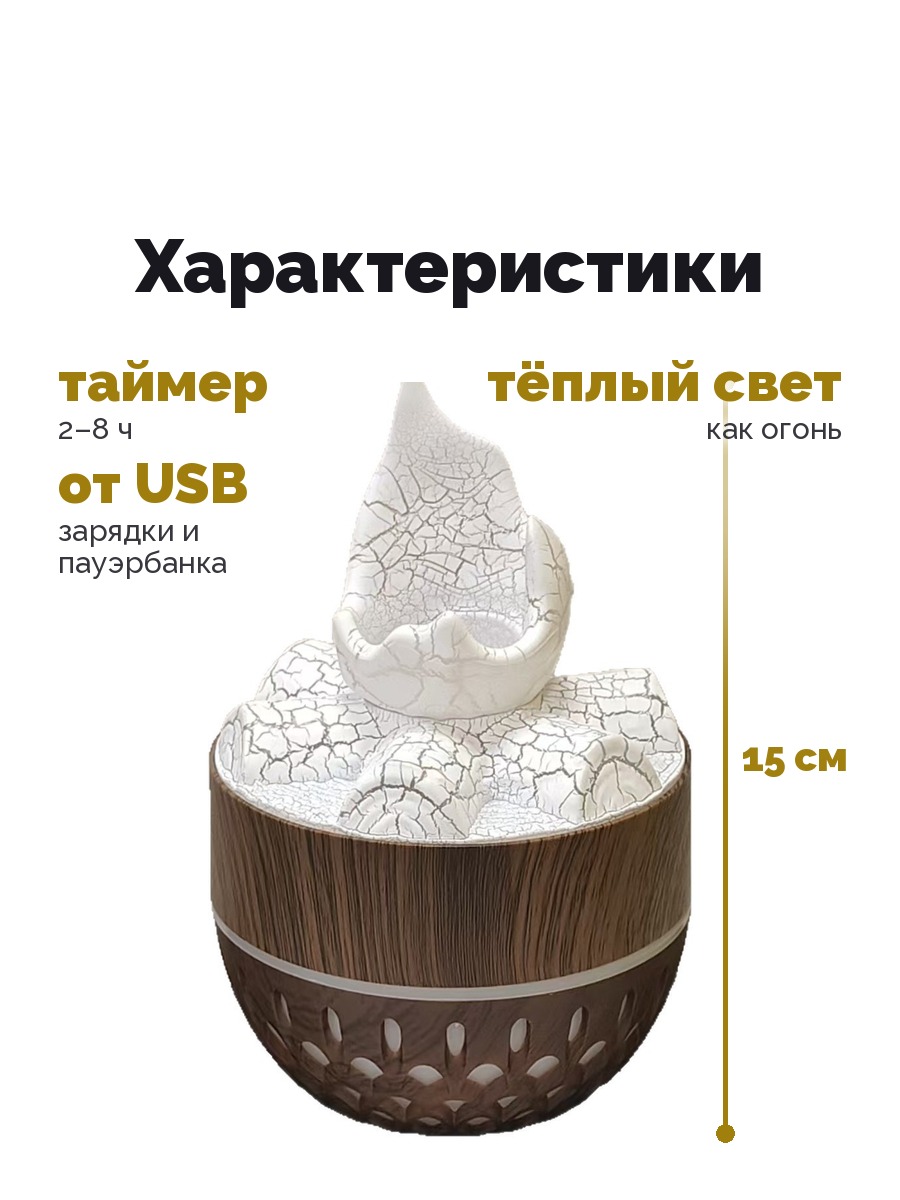 Характеристики
таймер
2–8 ч
от USB
зарядки и
пауэрбанка
тёплый свет
как огонь
15 см